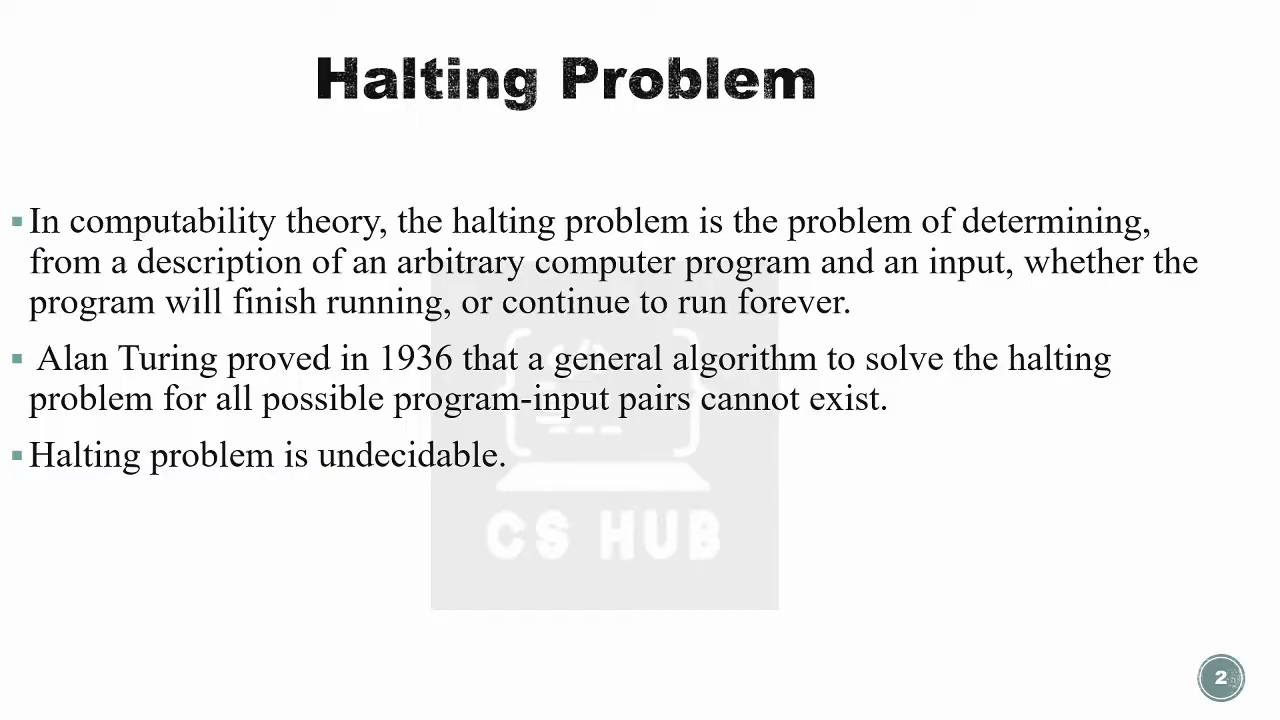 Halting Problem
In computability theory, the halting problem is the problem of determining,
from a description of an arbitrary computer program and an input, whether the
program will finish running, or continue to run forever.
Alan Turing proved in 1936 that a general algorithm to solve the halting
problem for all possible program-input pairs cannot exist.
Halting problem is undecidable.
CS HUB
2